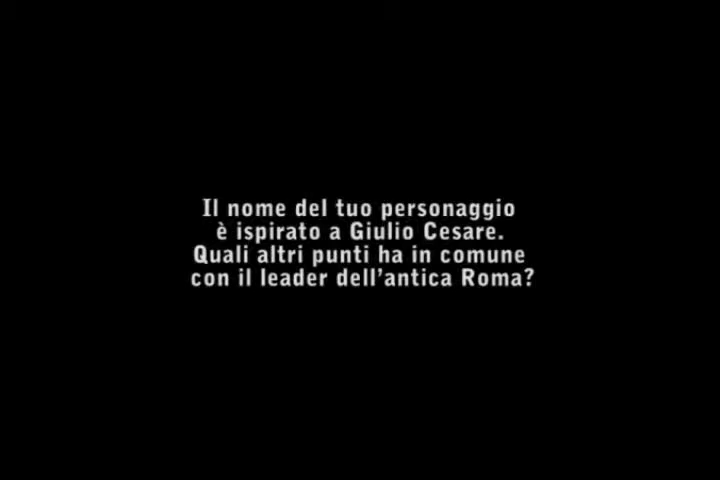 Il nome del tuo personaggio
è ispirato a Giulio Cesare.
Quali altri punti ha in comune
con il leader dell'antica Roma?